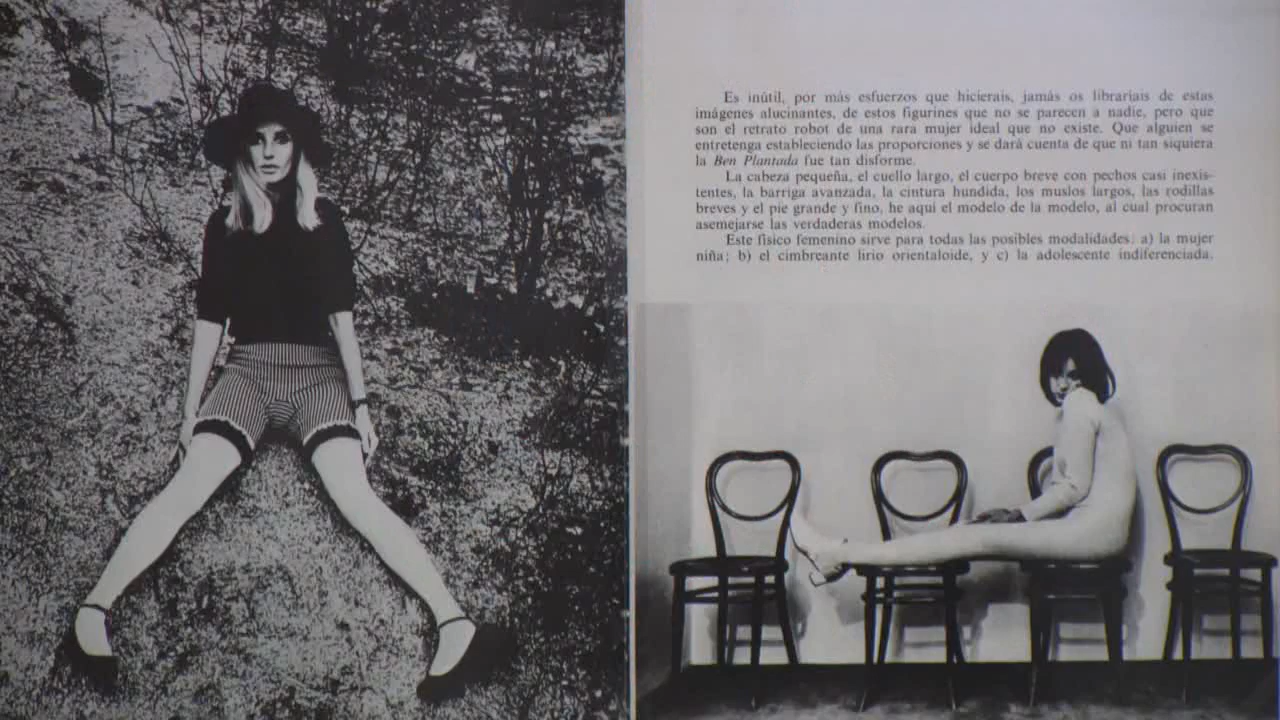 Es inútil, por más esfuerzos que hicierais, jamás os librariais de estas
imágenes alucinantes, de estos figurines que no se parecen a nadie, pero que
son el retrato robot de una rara mujer ideal que no existe. Que alguien se
entretenga estableciendo las proporciones y se dará cuenta de que ni tan siquiera
la Ben Plantada fue tan disforme.
La cabeza pequeña, el cuello largo, el cuerpo breve con pechos casi inexis-
tentes, la barriga avanzada, la cintura hundida, los muslos largos, las rodillas
breves y el pie grande y fino, he aquí el modelo de la modelo, al cual procuran
asemejarse las verdaderas modelos.
Este físico femenino sirve para todas las posibles modalidades: a) la mujer
niña; b) el cimbreante lirio orientaloide, y c) la adolescente indiferenciada.